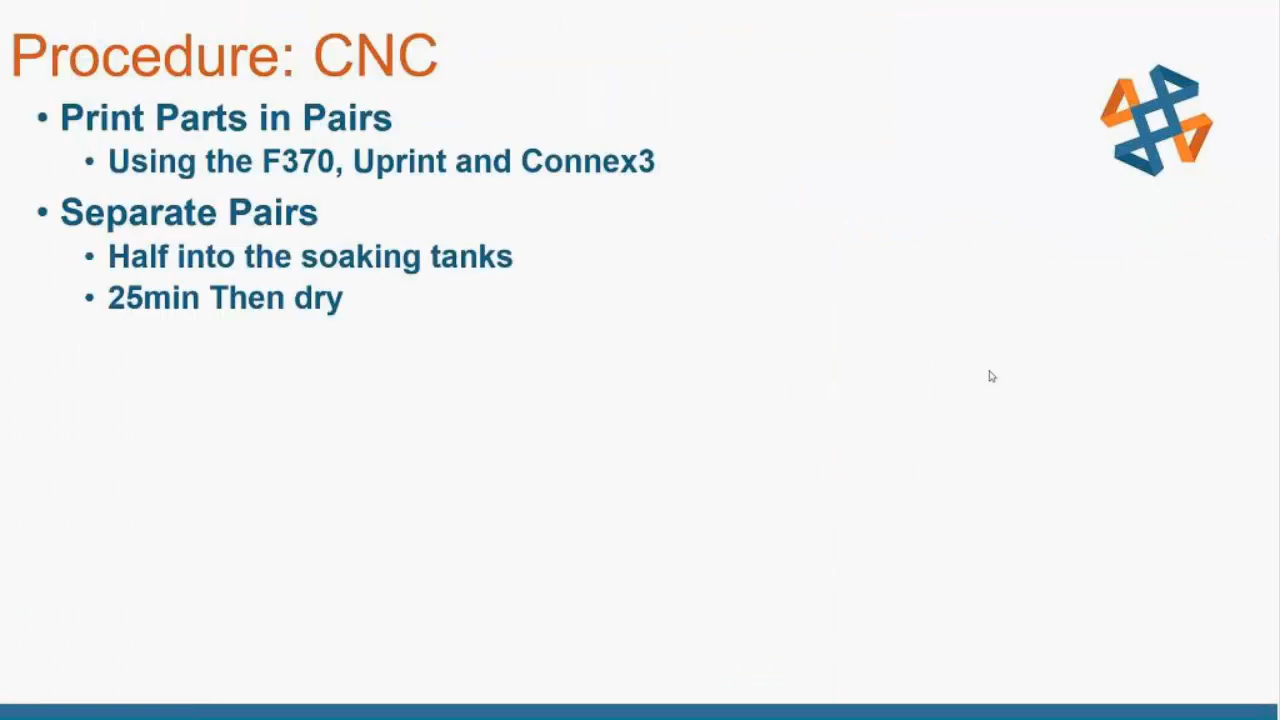 Procedure: CNC
• Print Parts in Pairs
• Using the F370, Uprint and Connex3
• Separate Pairs
• Half into the soaking tanks
• 25min Then dry